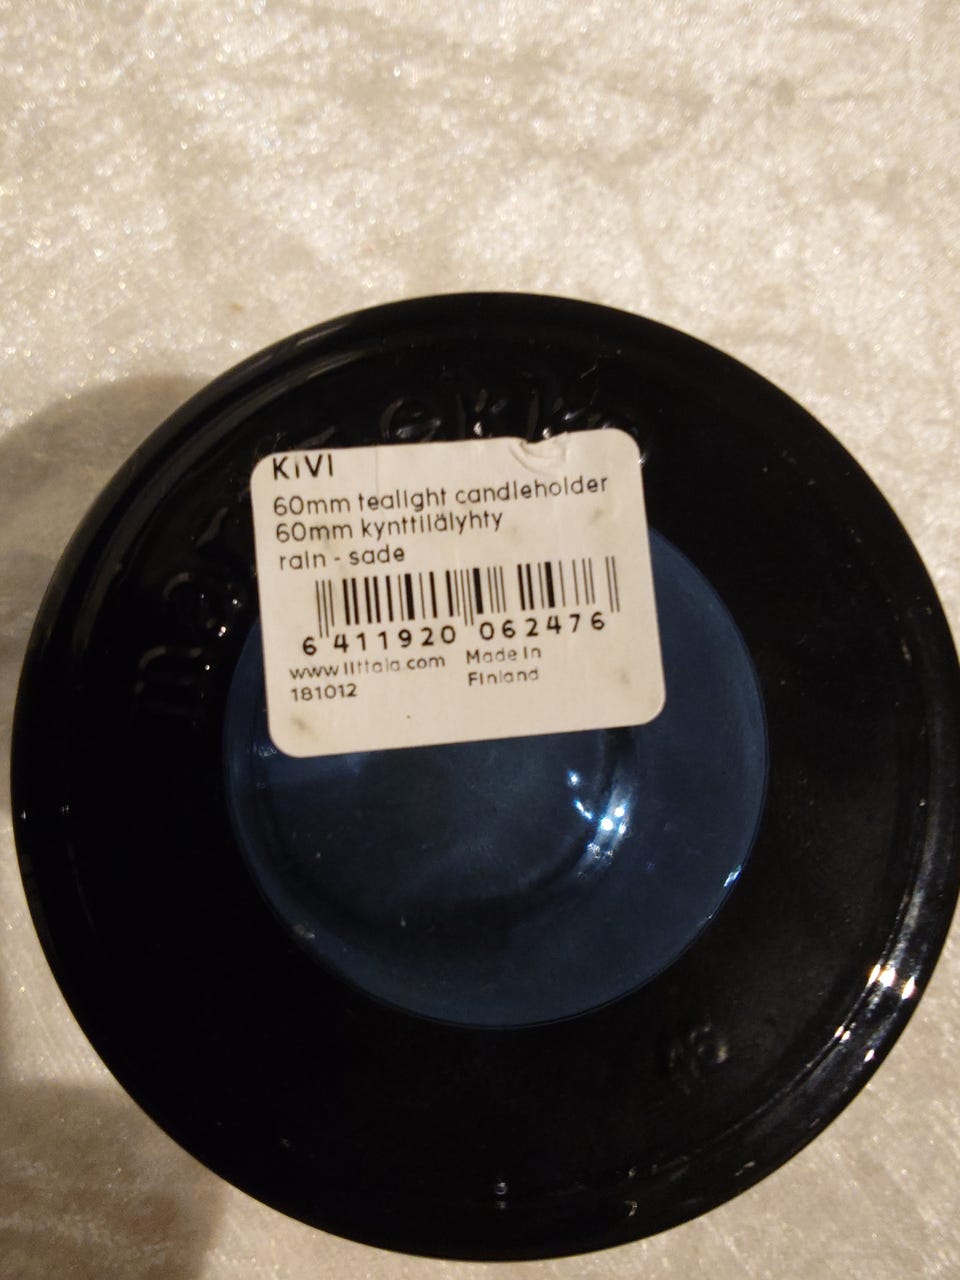 KiVi
60mm tealight candleholder
60mm kynttilälyhty
rain - sade
6 411920 062476
www.iittala.com Made in
181012 Finland